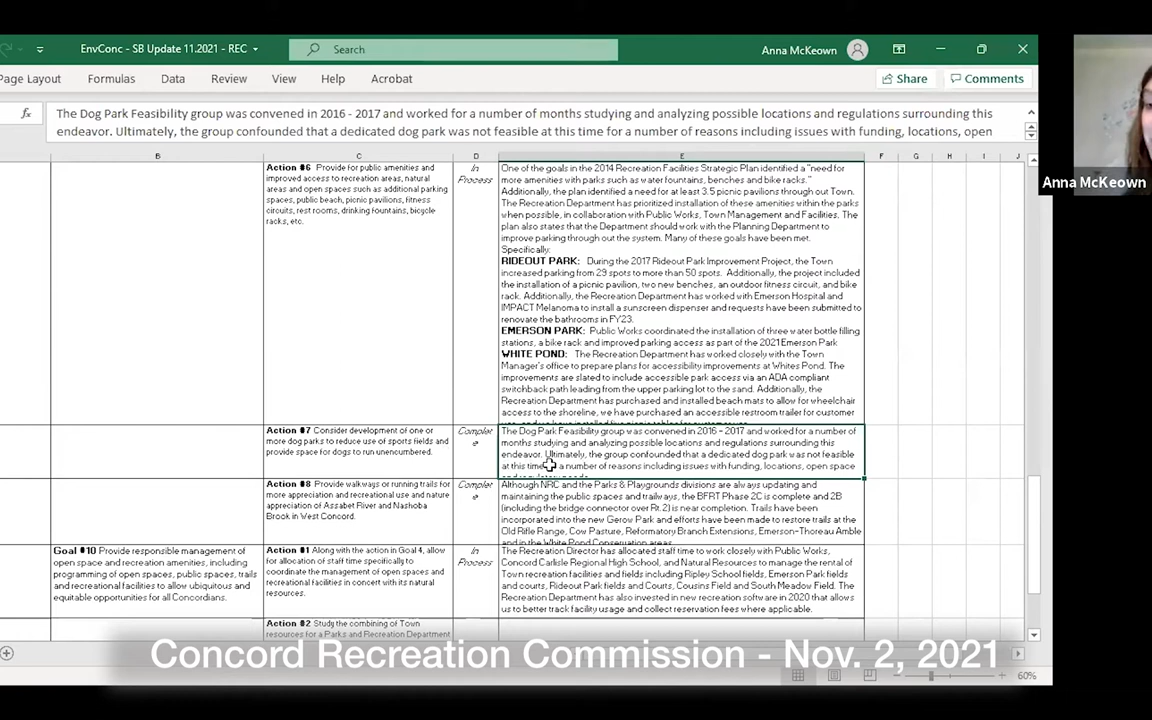 EnvConc - SB Update 11.2021 - REC
Search
Anna McKeown
Page Layout Formulas Data Review View Help Acrobat
Share Comments
fx
The Dog Park Feasibility group was convened in 2016 - 2017 and worked for a number of months studying and analyzing possible locations and regulations surrounding this
endeavor. Ultimately, the group confounded that a dedicated dog park was not feasible at this time for a number of reasons including issues with funding, locations, open
Anna McKeown
B C D E F G H I J
Action #6 Provide for public amenities and
improved access to recreation areas, natural
areas and open spaces such as additional parking
spaces, public beach, picnic pavilions, fitness
circuits, rest rooms, drinking fountains, bicycle
racks, etc.
In
Process
One of the goals in the 2014 Recreation Facilities Strategic Plan identified a "need for
more amenities with parks such as water fountains, benches and bike racks."
Additionally, the plan identified a need for at least 3.5 picnic pavilions through out Town.
The Recreation Department has prioritized installation of these amenities within the parks
when possible, in collaboration with Public Works, Town Management and Facilities. The
plan also states that the Department should work with the Planning Department to
improve parking through out the system. Many of these goals have been met.
Specifically:
RIDEOUT PARK: During the 2017 Rideout Park Improvement Project, the Town
increased parking from 29 spots to more than 50 spots. Additionally, the project included
the installation of a picnic pavilion, two new benches, an outdoor fitness circuit, and bike
rack. Additionally, the Recreation Department has worked with Emerson Hospital and
IMPACT Melanoma to install a sunscreen dispenser and requests have been submitted to
renovate the bathrooms in FY23.
EMERSON PARK: Public Works coordinated the installation of three water bottle filling
stations, a bike rack and improved parking access as part of the 2021 Emerson Park
WHITE POND: The Recreation Department has worked closely with the Town
Manager's office to prepare plans for accessibility improvements at Whites Pond. The
improvements are slated to include accessible park access via an ADA compliant
switchback path leading from the upper parking lot to the sand. Additionally, the
Recreation Department has purchased and installed beach mats to allow for wheelchair
access to the shoreline, we have purchased an accessible restroom trailer for customer
Action #7 Consider development of one or
more dog parks to reduce use of sports fields and
provide space for dogs to run unencumbered.
Complet
e
The Dog Park Feasibility group was convened in 2016 - 2017 and worked for a number of
months studying and analyzing possible locations and regulations surrounding this
endeavor. Ultimately, the group confounded that a dedicated dog park was not feasible
at this time a number of reasons including issues with funding, locations, open space
Action #8 Provide walkways or running trails for
more appreciation and recreational use and nature
appreciation of Assabet River and Nashoba
Brook in West Concord.
Complet
e
Although NRC and the Parks & Playgrounds divisions are always updating and
maintaining the public spaces and trailways, the BFRT Phase 2C is complete and 2B
(including the bridge connector over Rt. 2) is near completion. Trails have been
incorporated into the new Gerow Park and efforts have been made to restore trails at the
Old Rifle Range, Cow Pasture, Reformatory Branch Extension, Emerson-Thoreau Amble
and in the White Pond Conservation areas.
Goal #10 Provide responsible management of
open space and recreation amenities, including
programming of open spaces, public spaces, trails
and recreational facilities to allow ubiquitous and
equitable opportunities for all Concordians.
Action #1 Along with the action in Goal 4, allow
for allocation of staff time specifically to
coordinate the management of open spaces and
recreational facilities in concert with its natural
resources.
In
Process
The Recreation Director has allocated staff time to work closely with Public Works,
Concord Carlisle Regional High School, and Natural Resources to manage the rental of
Town recreation facilities and fields including Ripley School fields, Emerson Park fields
and courts, Rideout Park fields and Courts, Cousins Field and South Meadow Field. The
Recreation Department has also invested in new recreation software in 2020 that allows
us to better track facility usage and collect reservation fees where applicable.
Action #2 Study the combining of Town
resources for a Parks and Recreation Department
Concord Recreation Commission - Nov. 2, 2021
60%